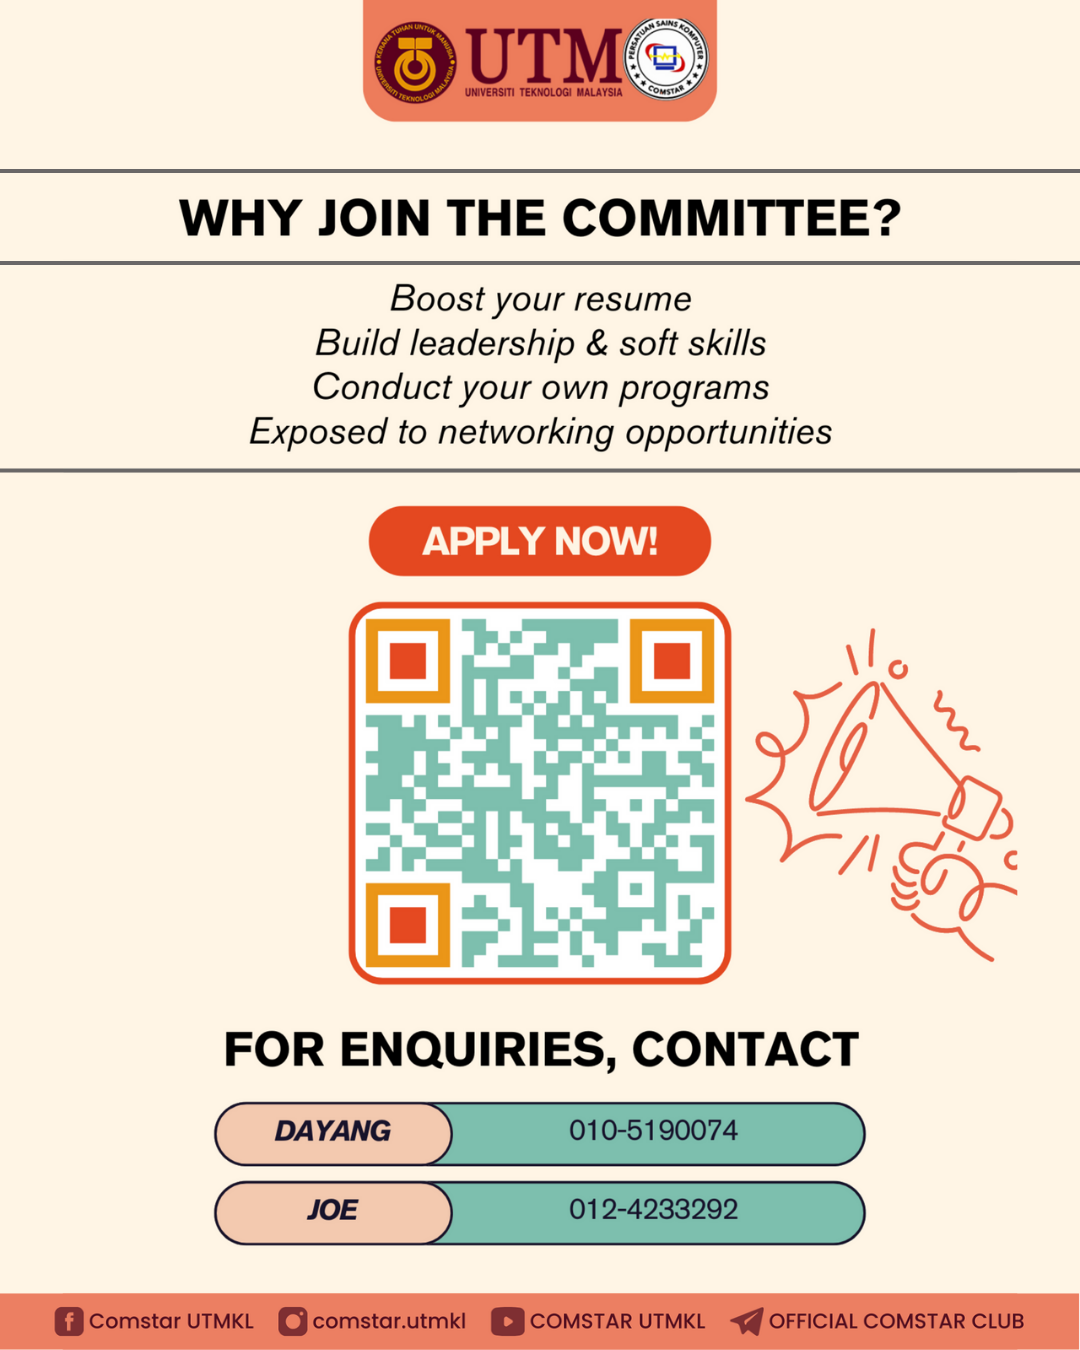 KERANA TUHAN UNTUK MANUSIA
UNIVERSITI TEKNOLOGI MALAYSIA
UTM
UNIVERSITI TEKNOLOGI MALAYSIA
PERSATUAN SAINS KOMPUTER
COMSTAR
WHY JOIN THE COMMITTEE?
Boost your resume
Build leadership & soft skills
Conduct your own programs
Exposed to networking opportunities
APPLY NOW!
FOR ENQUIRIES, CONTACT
DAYANG 010-5190074
JOE 012-4233292
Comstar UTMKL comstar.utmkl COMSTAR UTMKL OFFICIAL COMSTAR CLUB